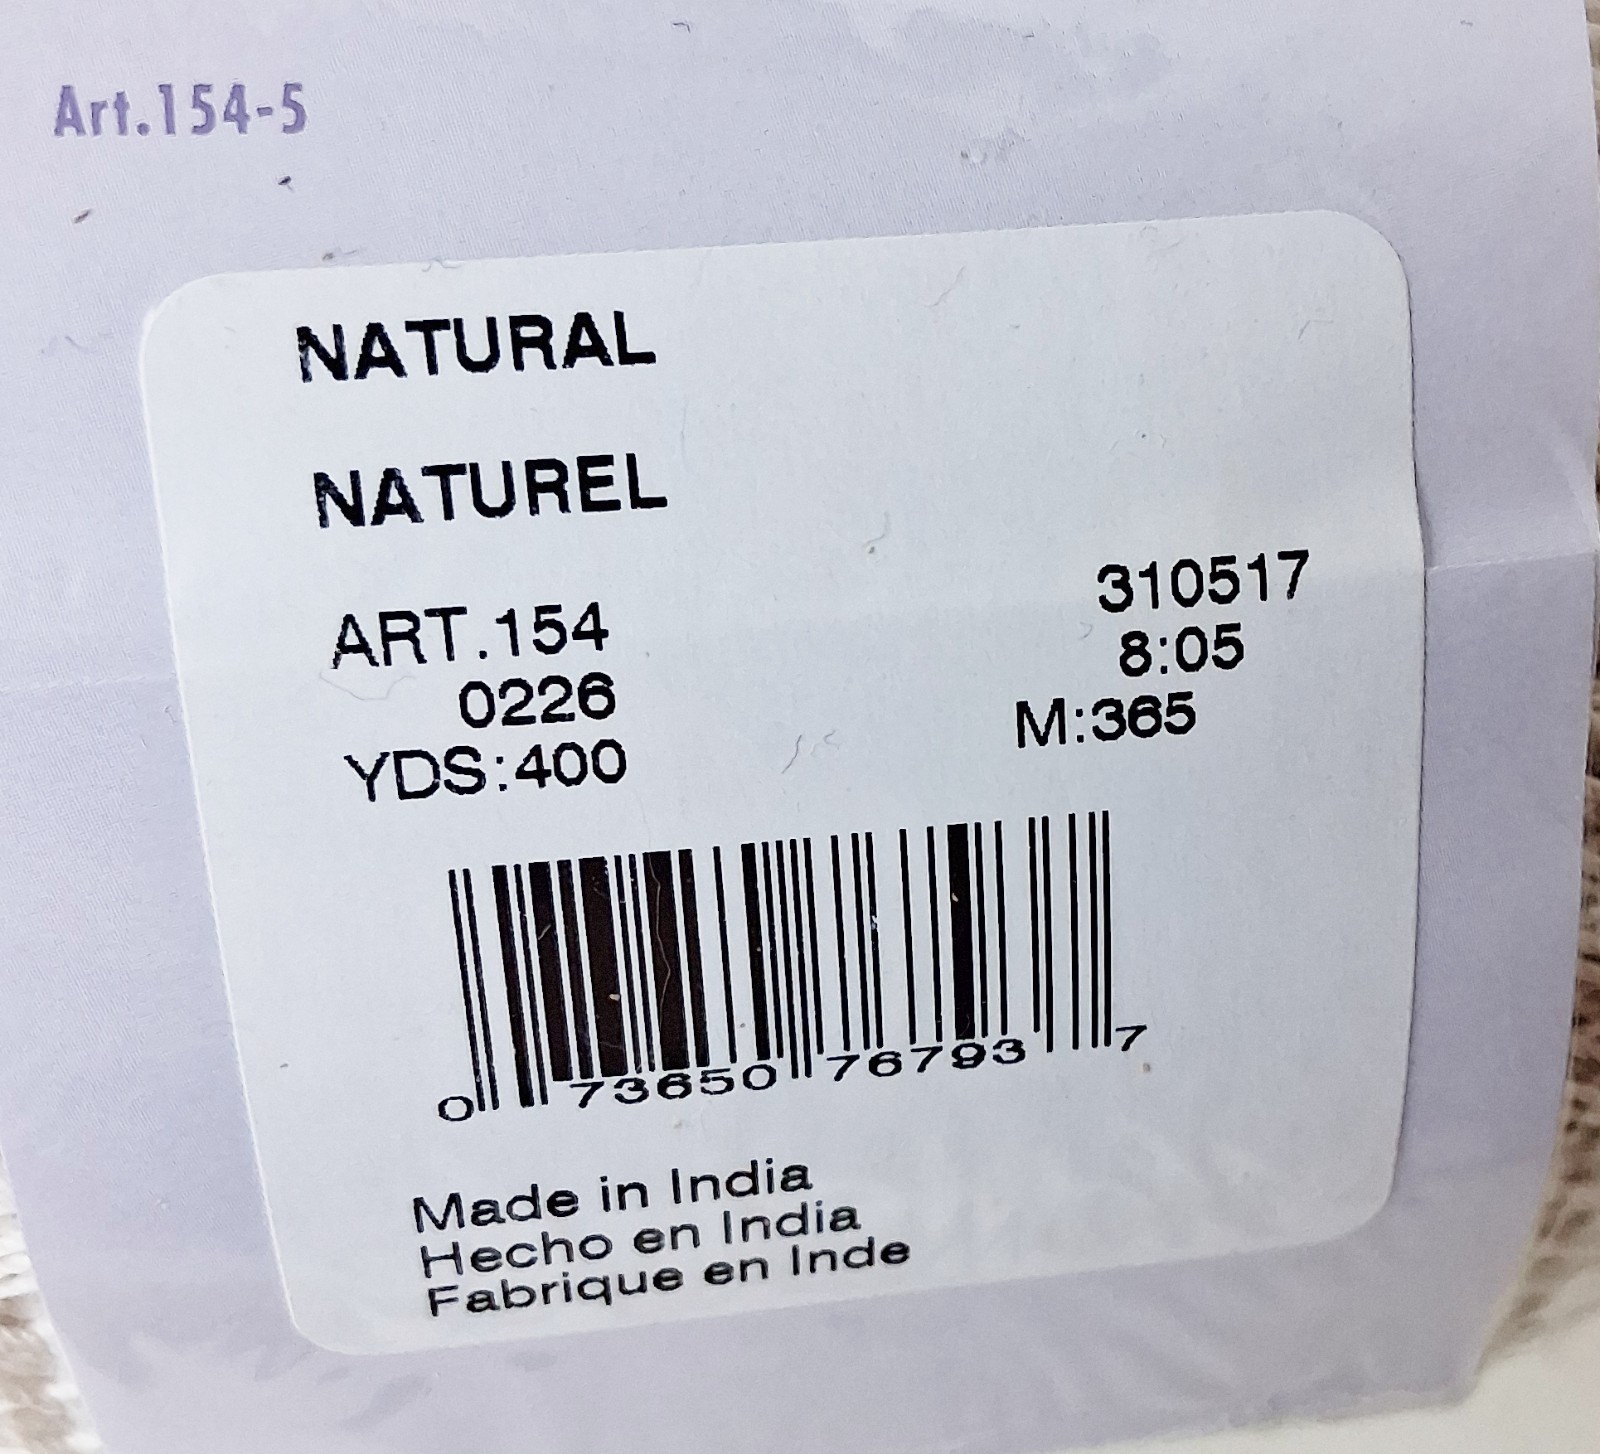 Art.154-5
NATURAL
NATUREL
ART.154
0226
YDS:400
310517
8:05
M:365
0 73650 76793 7
Made in India
Hecho en India
Fabrique en Inde